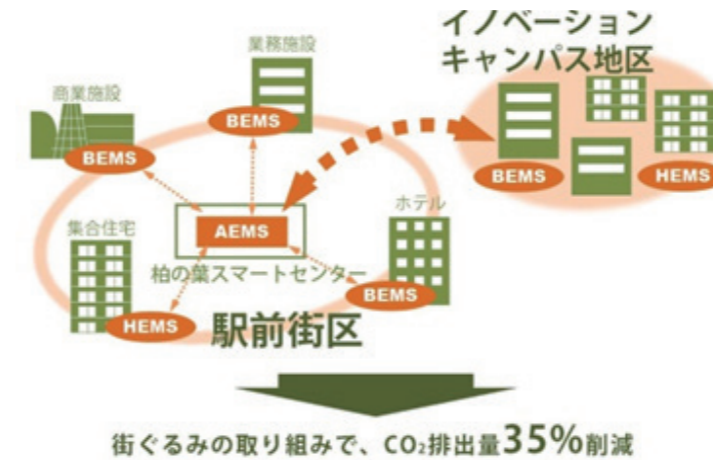 イノベーション
キャンパス地区
業務施設
商業施設
BEMS
BEMS
BEMS
HEMS
ホテル
集合住宅
AEMS
柏の葉スマートセンター
BEMS
HEMS
駅前街区
街ぐるみの取り組みで、CO₂排出量35%削減